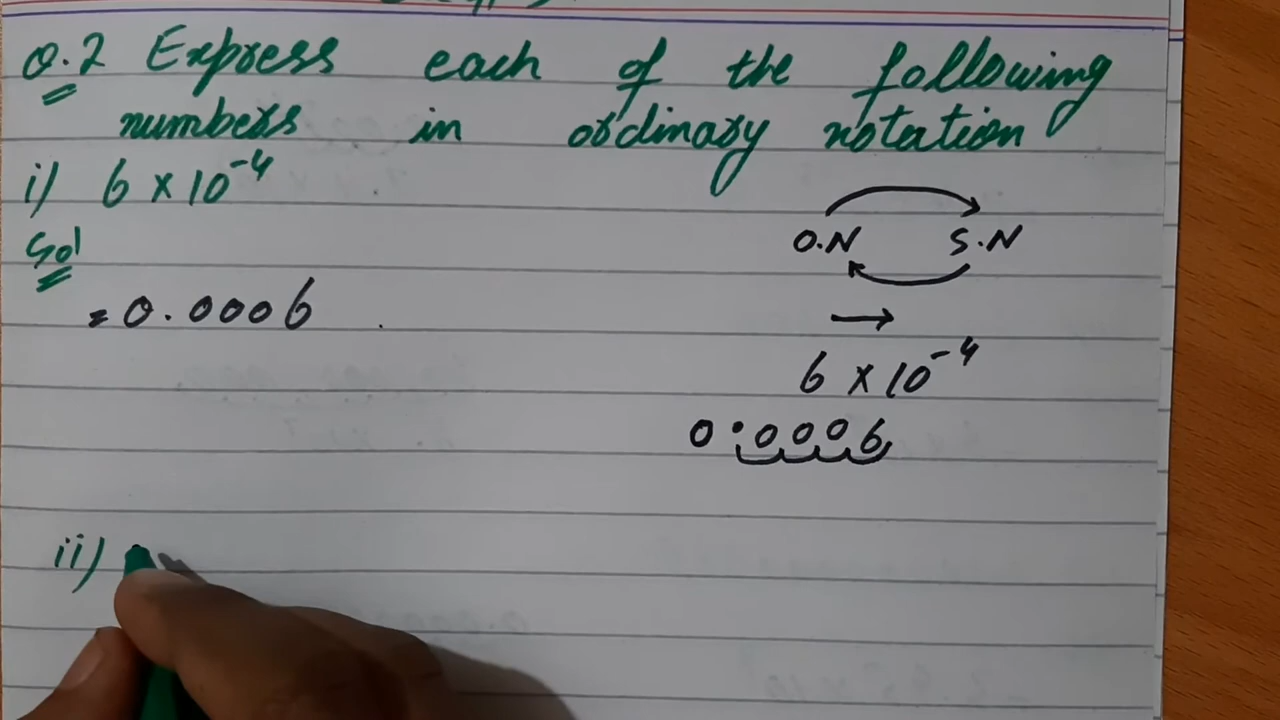 Q.2 Express each of the following
numbers in ordinary notation
i) 6 × 10⁻⁴
Sol
= 0.0006
O.N S.N
→
6 × 10⁻⁴
0.0006
ii)